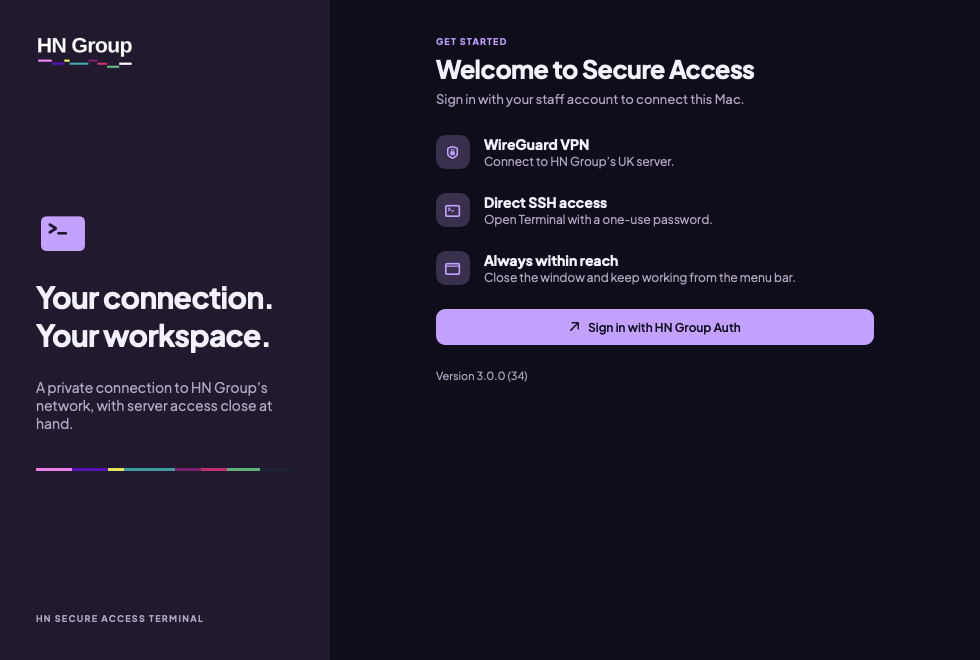 HN Group
>_
Your connection.
Your workspace.
A private connection to HN Group's
network, with server access close at
hand.
HN SECURE ACCESS TERMINAL
GET STARTED
Welcome to Secure Access
Sign in with your staff account to connect this Mac.
WireGuard VPN
Connect to HN Group's UK server.
Direct SSH access
Open Terminal with a one-use password.
Always within reach
Close the window and keep working from the menu bar.
Sign in with HN Group Auth
Version 3.0.0 (34)